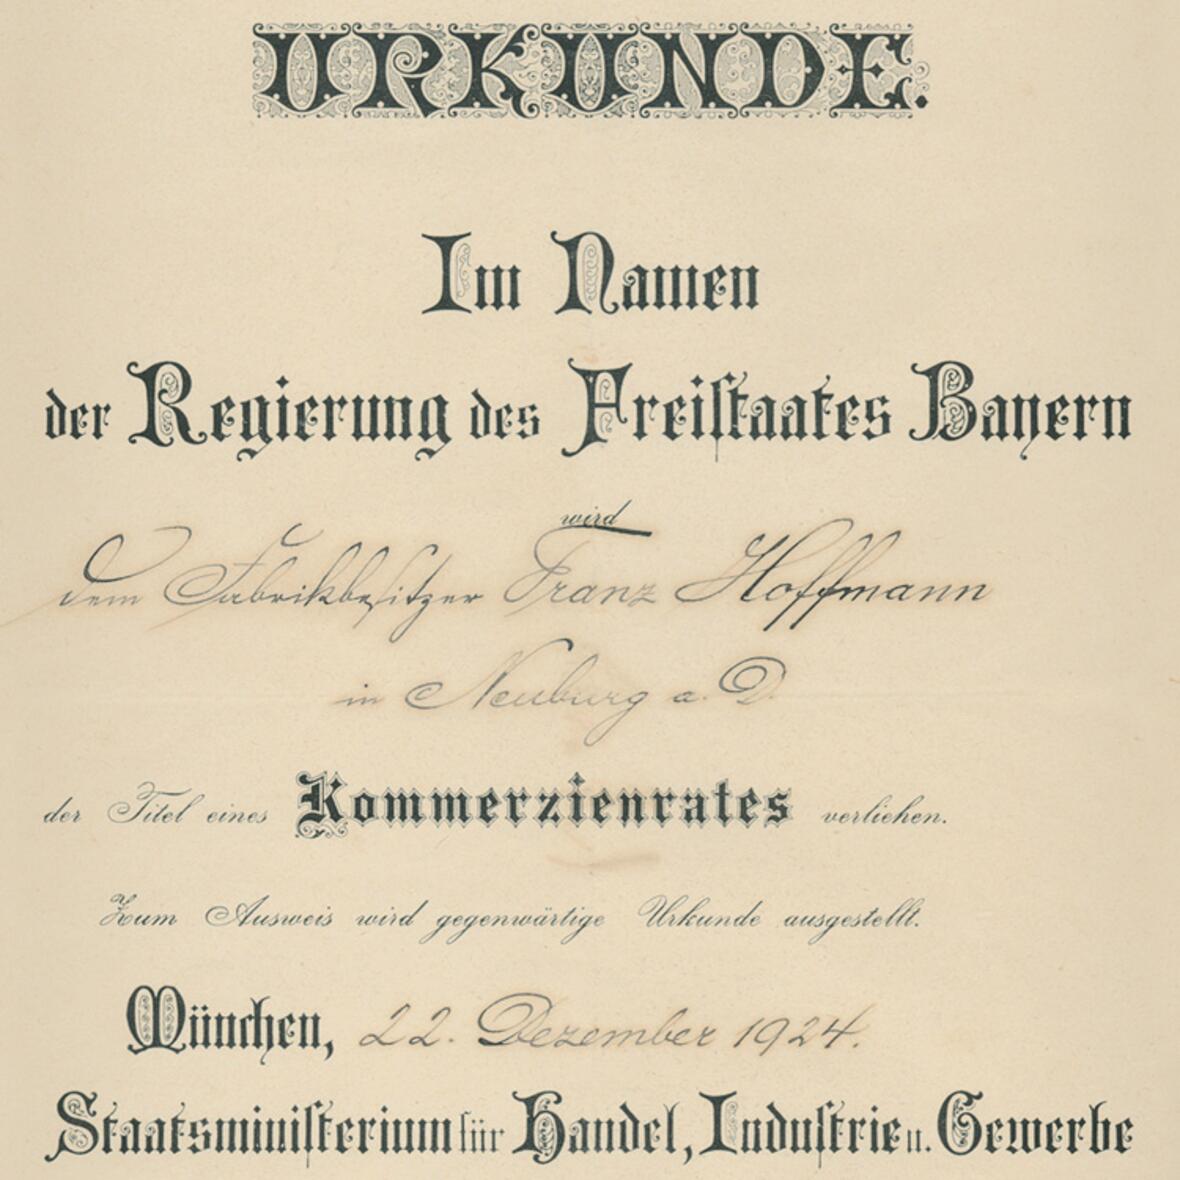 URKUNDE.
Im Namen
der Regierung des Freistaates Bayern
wird
dem Fabrikbesitzer Franz Hoffmann
in Neuburg a. D.
der Titel eines Kommerzienrates verliehen.
Zum Ausweis wird gegenwärtige Urkunde ausgestellt.
München, 22. Dezember 1924.
Staatsministerium für Handel, Industrie u. Gewerbe